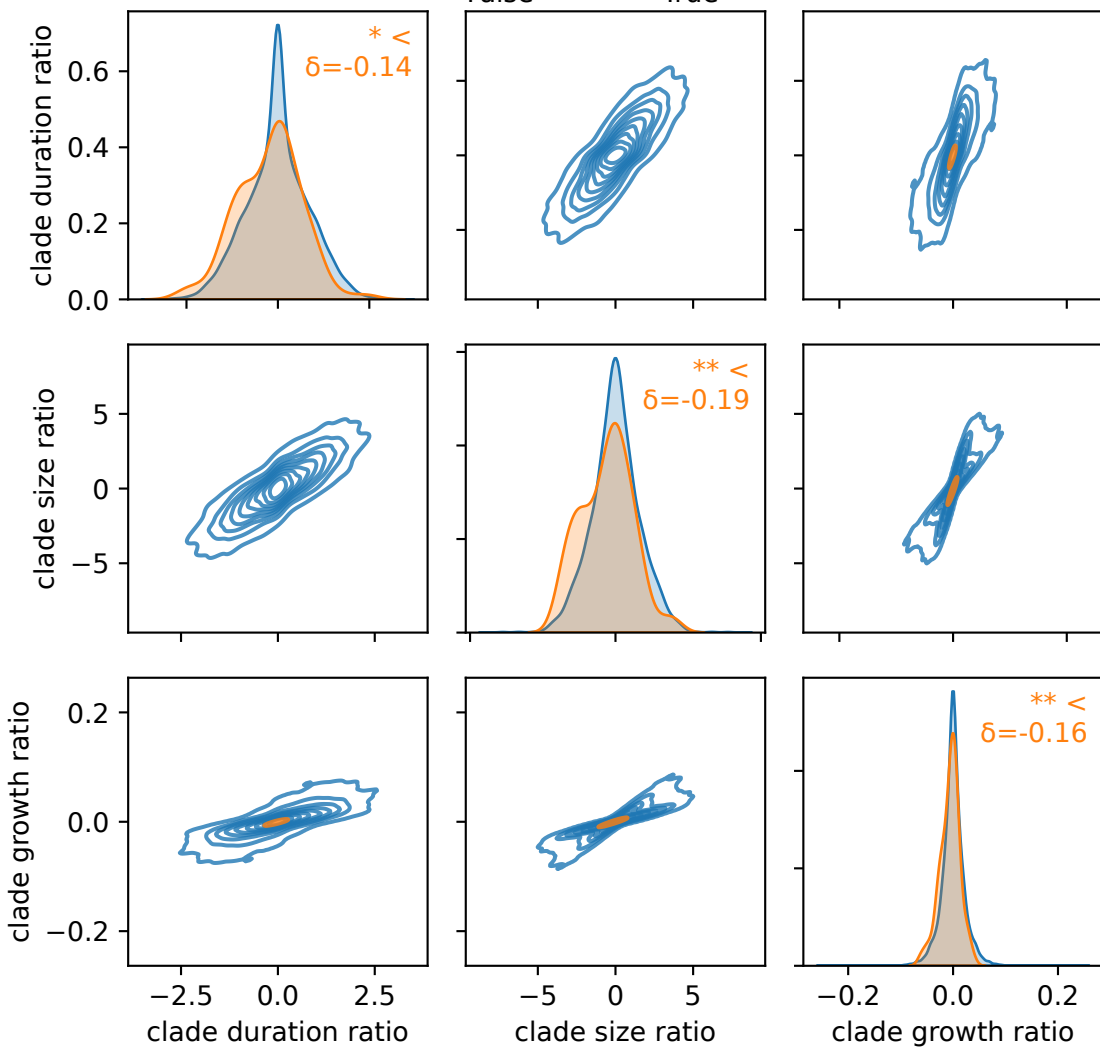 * <
δ=-0.14
clade duration ratio
0.6
0.4
0.2
0.0
** <
δ=-0.19
clade size ratio
5
0
−5
** <
δ=-0.16
clade growth ratio
0.2
0.0
−0.2
−2.5 0.0 2.5
−5 0 5
−0.2 0.0 0.2
clade duration ratio
clade size ratio
clade growth ratio